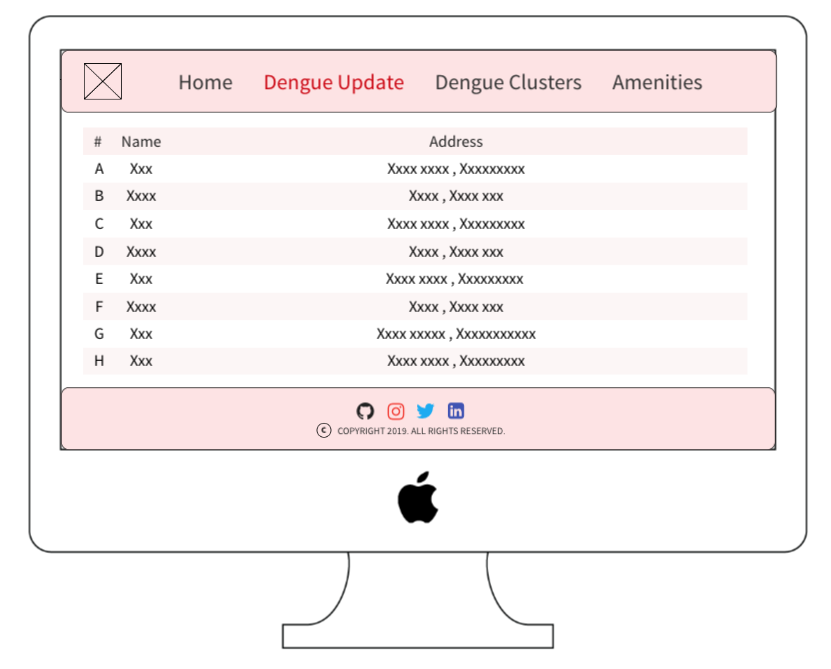 Home Dengue Update Dengue Clusters Amenities
# Name Address
A Xxx Xxxx xxxx , Xxxxxxxxx
B Xxxx Xxxx , Xxxx xxx
C Xxx Xxxx xxxx , Xxxxxxxxx
D Xxxx Xxxx , Xxxx xxx
E Xxx Xxxx xxxx , Xxxxxxxxx
F Xxxx Xxxx , Xxxx xxx
G Xxx Xxxx xxxxx , Xxxxxxxxxxx
H Xxx Xxxx xxxx , Xxxxxxxxx
in
C COPYRIGHT 2019. ALL RIGHTS RESERVED.